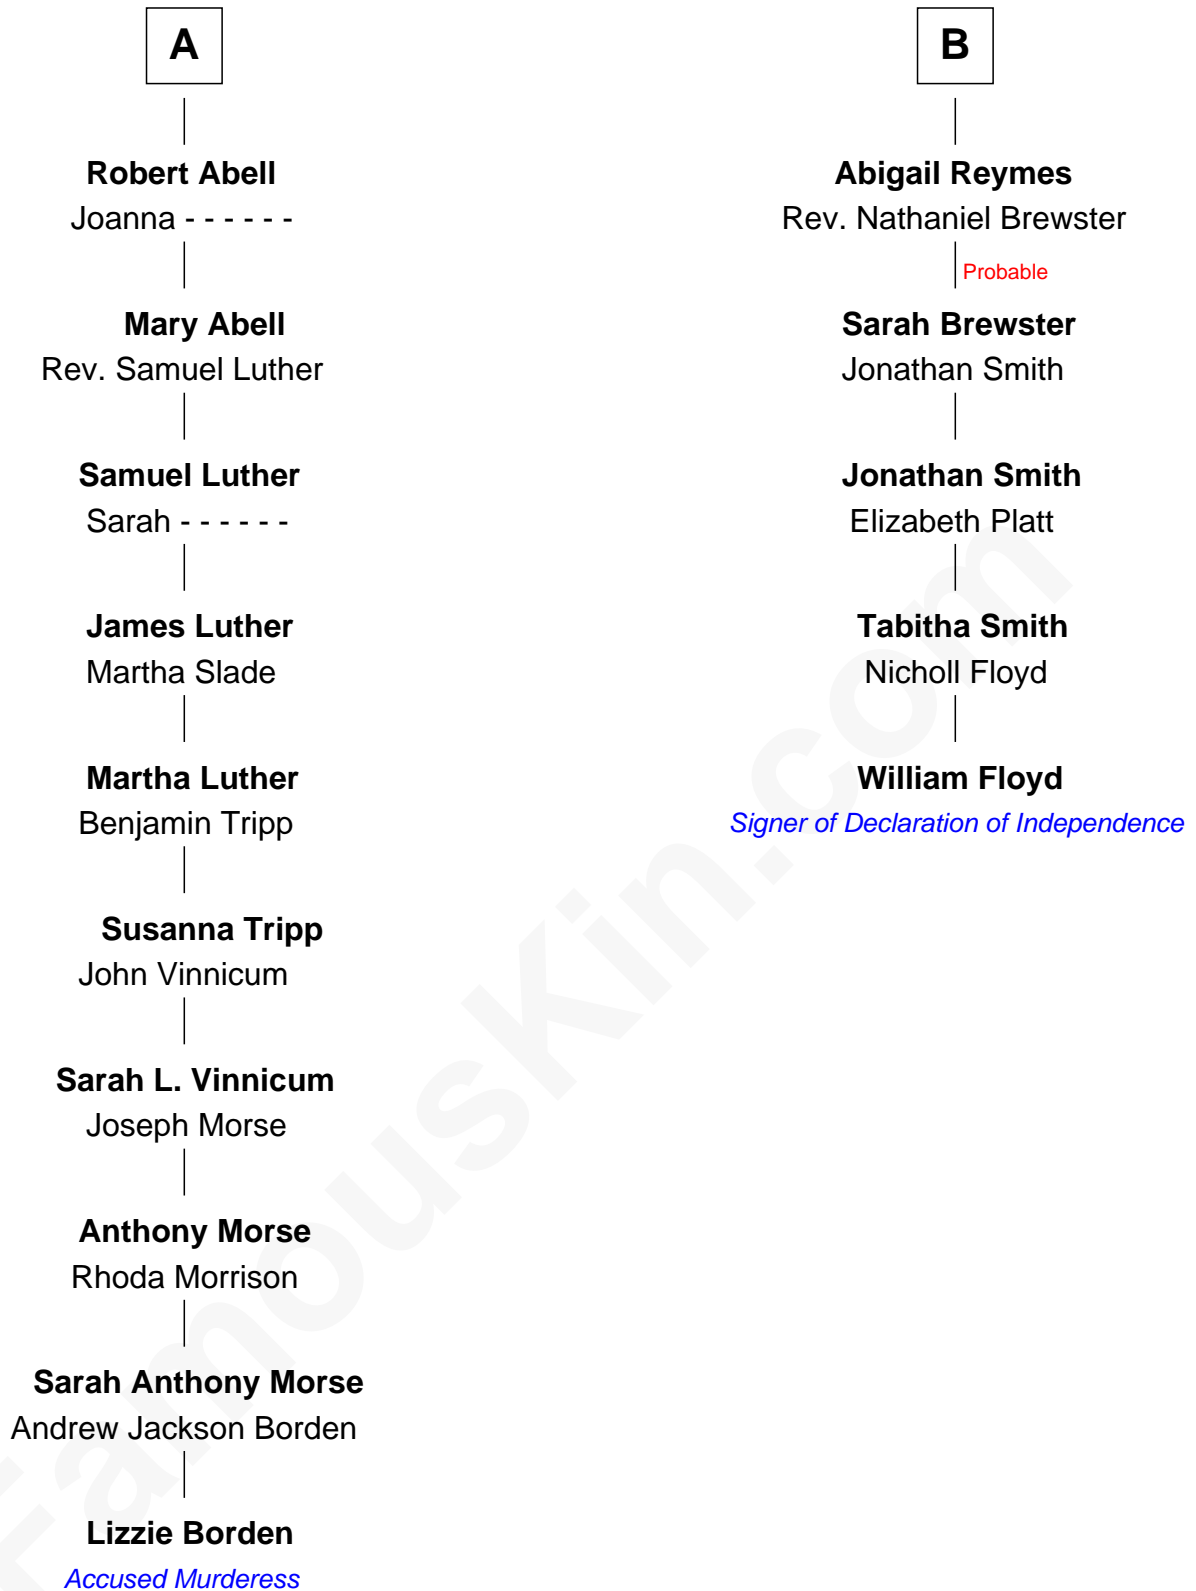 A
Robert Abell
Joanna - - - - - -
Mary Abell
Rev. Samuel Luther
Samuel Luther
Sarah - - - - - -
James Luther
Martha Slade
Martha Luther
Benjamin Tripp
Susanna Tripp
John Vinnicum
Sarah L. Vinnicum
Joseph Morse
Anthony Morse
Rhoda Morrison
Sarah Anthony Morse
Andrew Jackson Borden
Lizzie Borden
Accused Murderess
B
Abigail Reymes
Rev. Nathaniel Brewster
Probable
Sarah Brewster
Jonathan Smith
Jonathan Smith
Elizabeth Platt
Tabitha Smith
Nicholl Floyd
William Floyd
Signer of Declaration of Independence
FamousKin.com